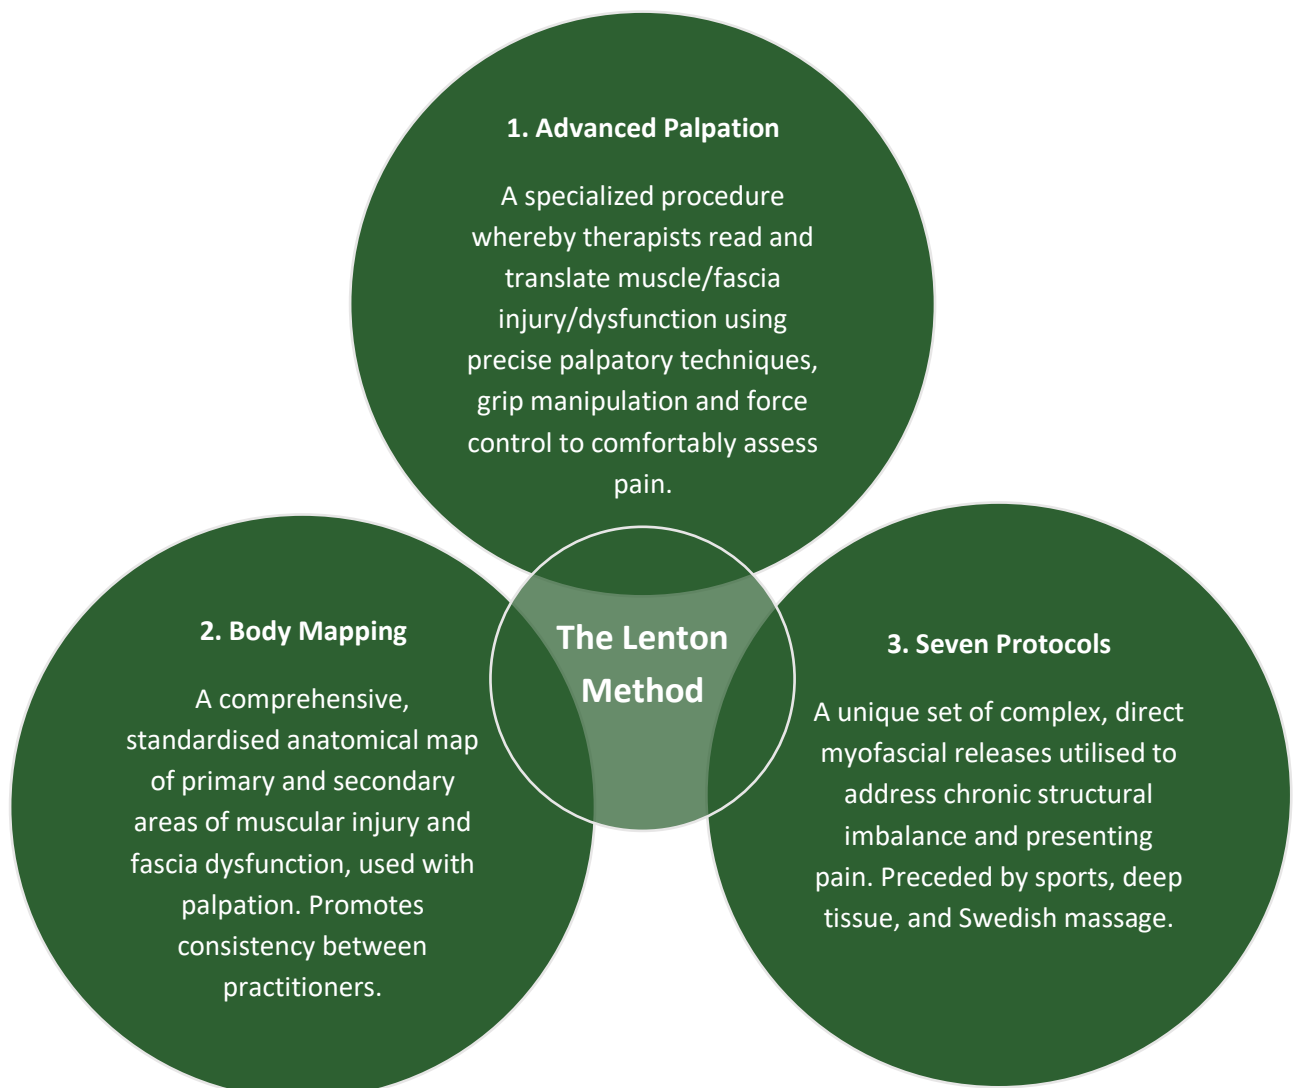 1. Advanced Palpation
A specialized procedure
whereby therapists read and
translate muscle/fascia
injury/dysfunction using
precise palpatory techniques,
grip manipulation and force
control to comfortably assess
pain.
The Lenton
Method
2. Body Mapping
A comprehensive,
standardised anatomical map
of primary and secondary
areas of muscular injury and
fascia dysfunction, used with
palpation. Promotes
consistency between
practitioners.
3. Seven Protocols
A unique set of complex, direct
myofascial releases utilised to
address chronic structural
imbalance and presenting
pain. Preceded by sports, deep
tissue, and Swedish massage.